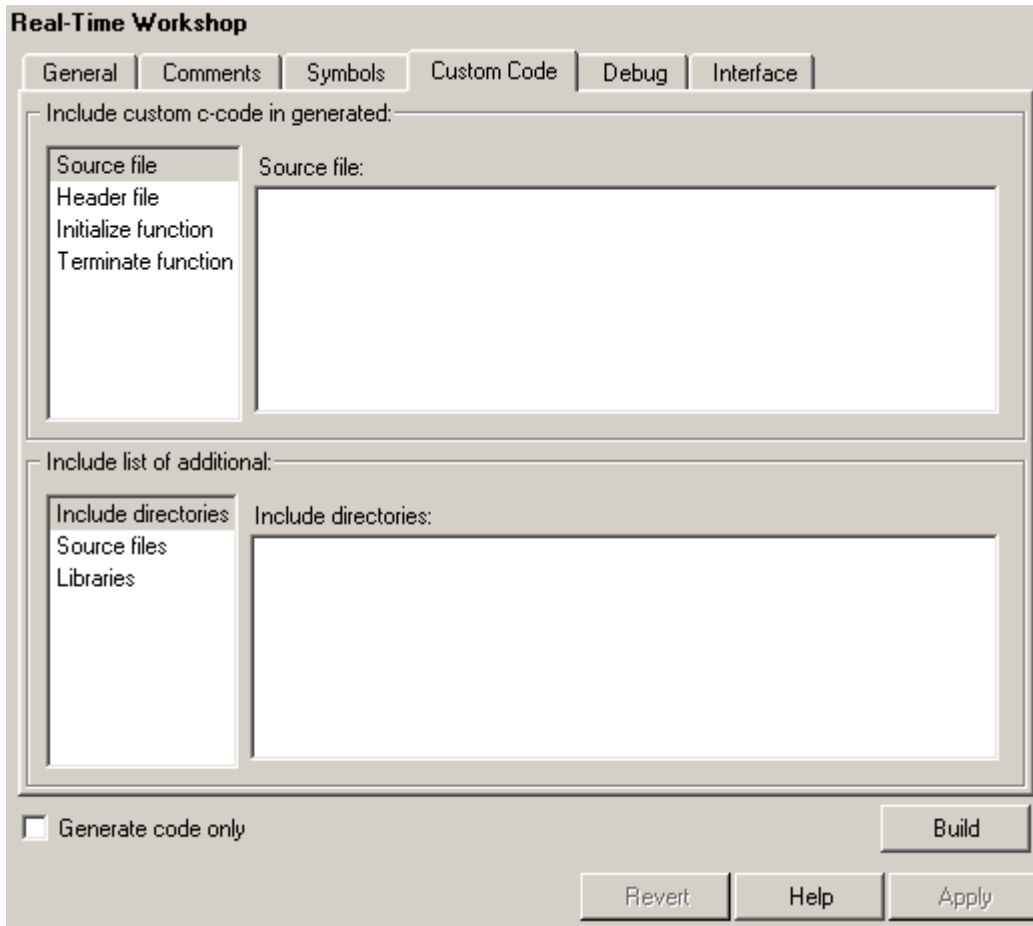 Real-Time Workshop
General Comments Symbols Custom Code Debug Interface
Include custom c-code in generated:
Source file
Header file
Initialize function
Terminate function
Source file:
Include list of additional:
Include directories
Source files
Libraries
Include directories:
Generate code only
Build
Revert Help Apply